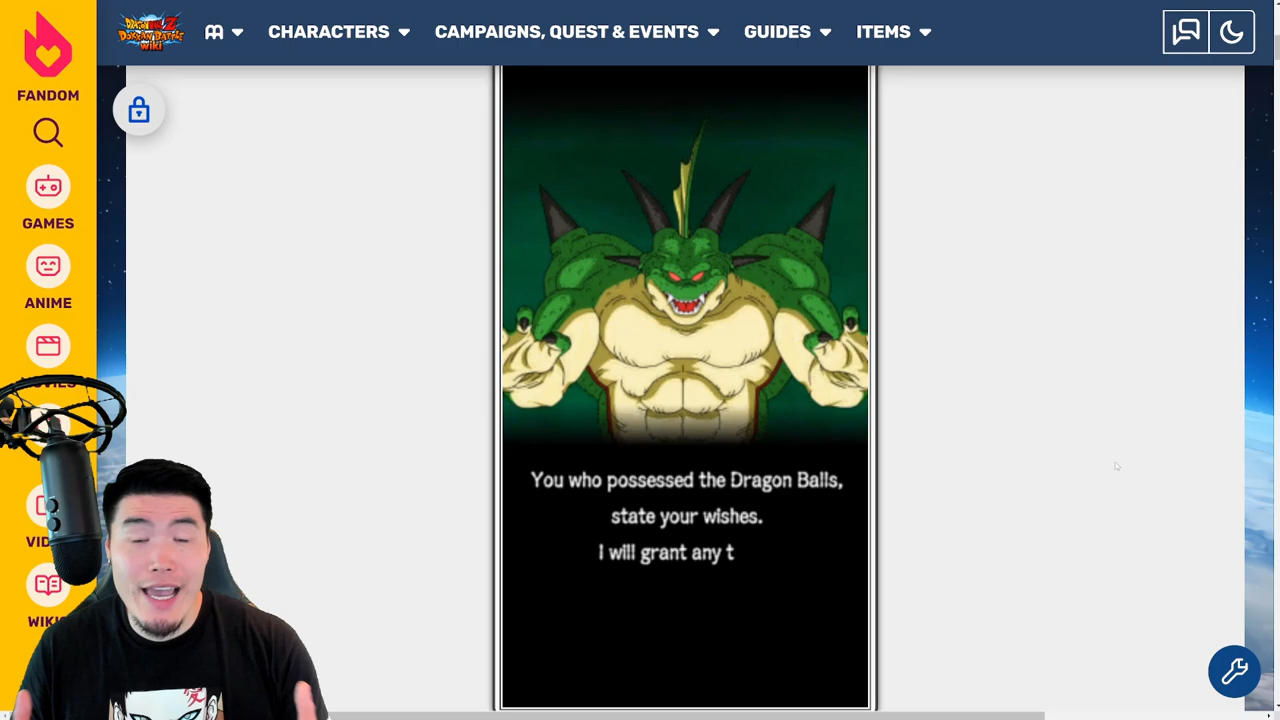 DRAGON BALL Z
DOKKAN BATTLE
WIKI
CHARACTERS
CAMPAIGNS, QUEST & EVENTS
GUIDES
ITEMS
FANDOM
GAMES
ANIME
You who possessed the Dragon Balls,
state your wishes.
I will grant any t